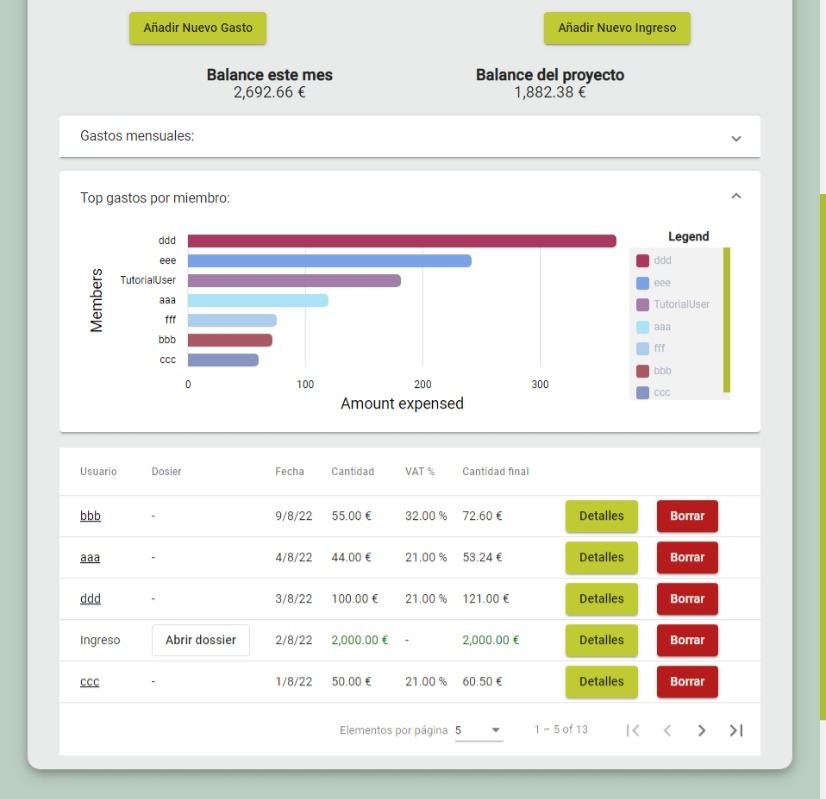 Añadir Nuevo Gasto Añadir Nuevo Ingreso
Balance este mes Balance del proyecto
2,692.66 € 1,882.38 €
Gastos mensuales:
Top gastos por miembro:
Members
ddd
eee
TutorialUser
aaa
fff
bbb
ccc
0 100 200 300
Amount expensed
Legend
ddd
eee
TutorialUser
aaa
fff
bbb
ccc
Usuario Dosier Fecha Cantidad VAT % Cantidad final
bbb - 9/8/22 55.00 € 32.00 % 72.60 € Detalles Borrar
aaa - 4/8/22 44.00 € 21.00 % 53.24 € Detalles Borrar
ddd - 3/8/22 100.00 € 21.00 % 121.00 € Detalles Borrar
Ingreso Abrir dossier 2/8/22 2,000.00 € - 2,000.00 € Detalles Borrar
ccc - 1/8/22 50.00 € 21.00 % 60.50 € Detalles Borrar
Elementos por página 5 1 – 5 of 13